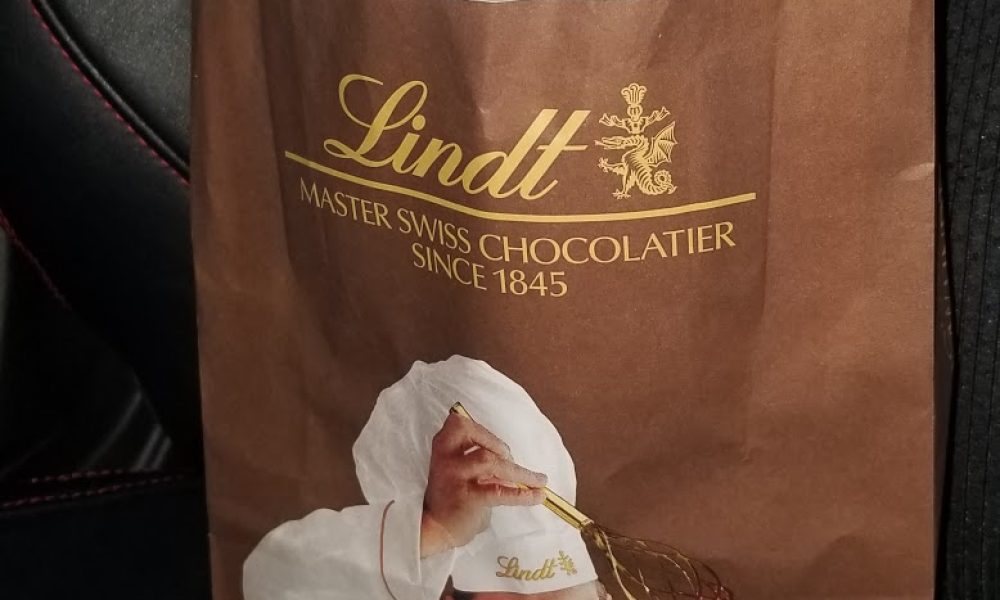 Lindt
MASTER SWISS CHOCOLATIER
SINCE 1845
Lindt